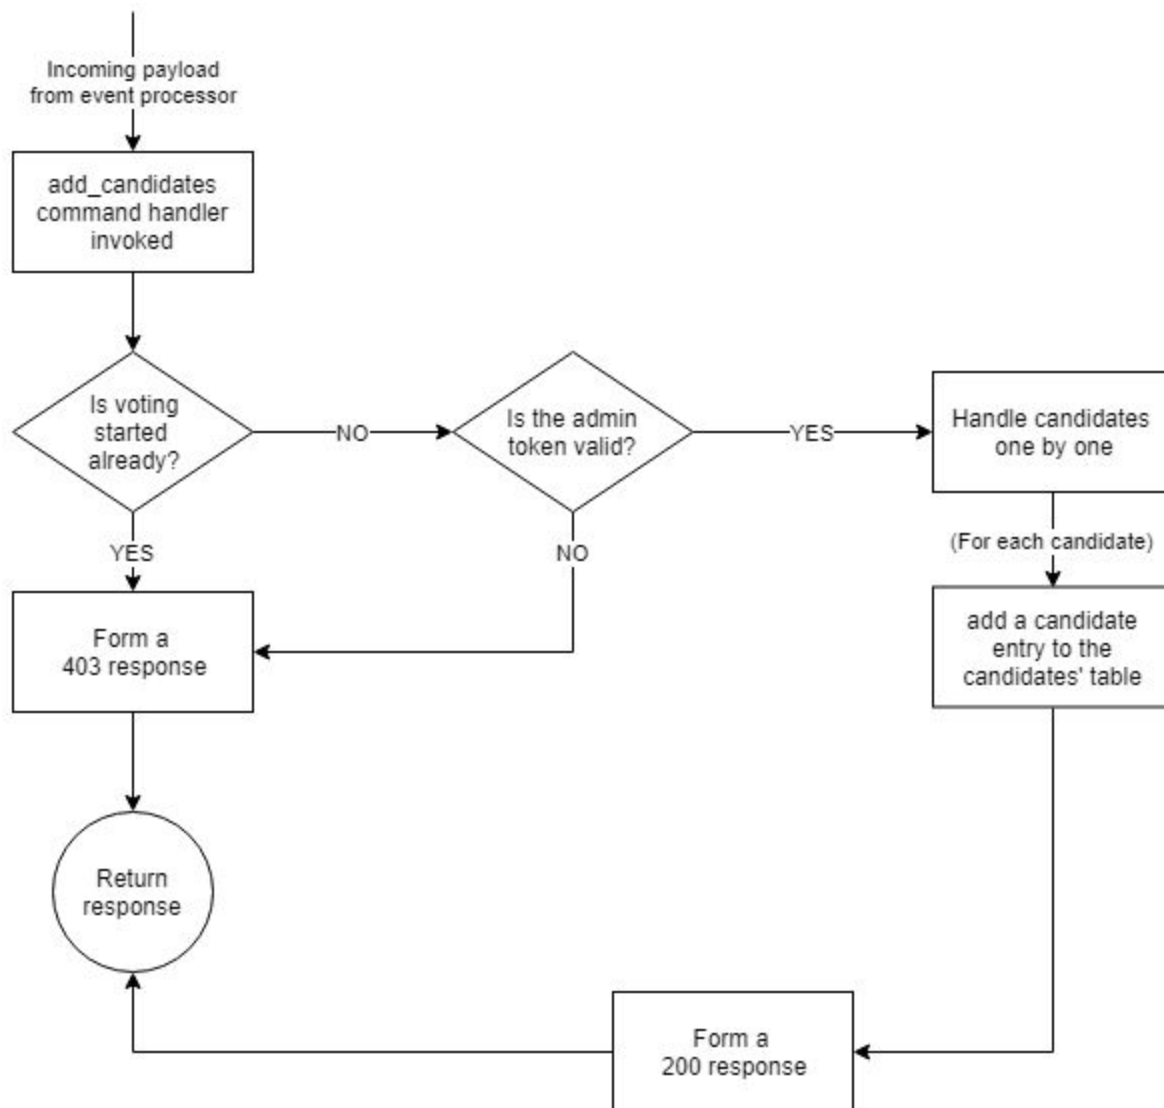 Incoming payload
from event processor
add_candidates
command handler
invoked
Is voting
started
already?
NO
Is the admin
token valid?
YES
Handle candidates
one by one
YES
NO
(For each candidate)
Form a
403 response
add a candidate
entry to the
candidates' table
Return
response
Form a
200 response